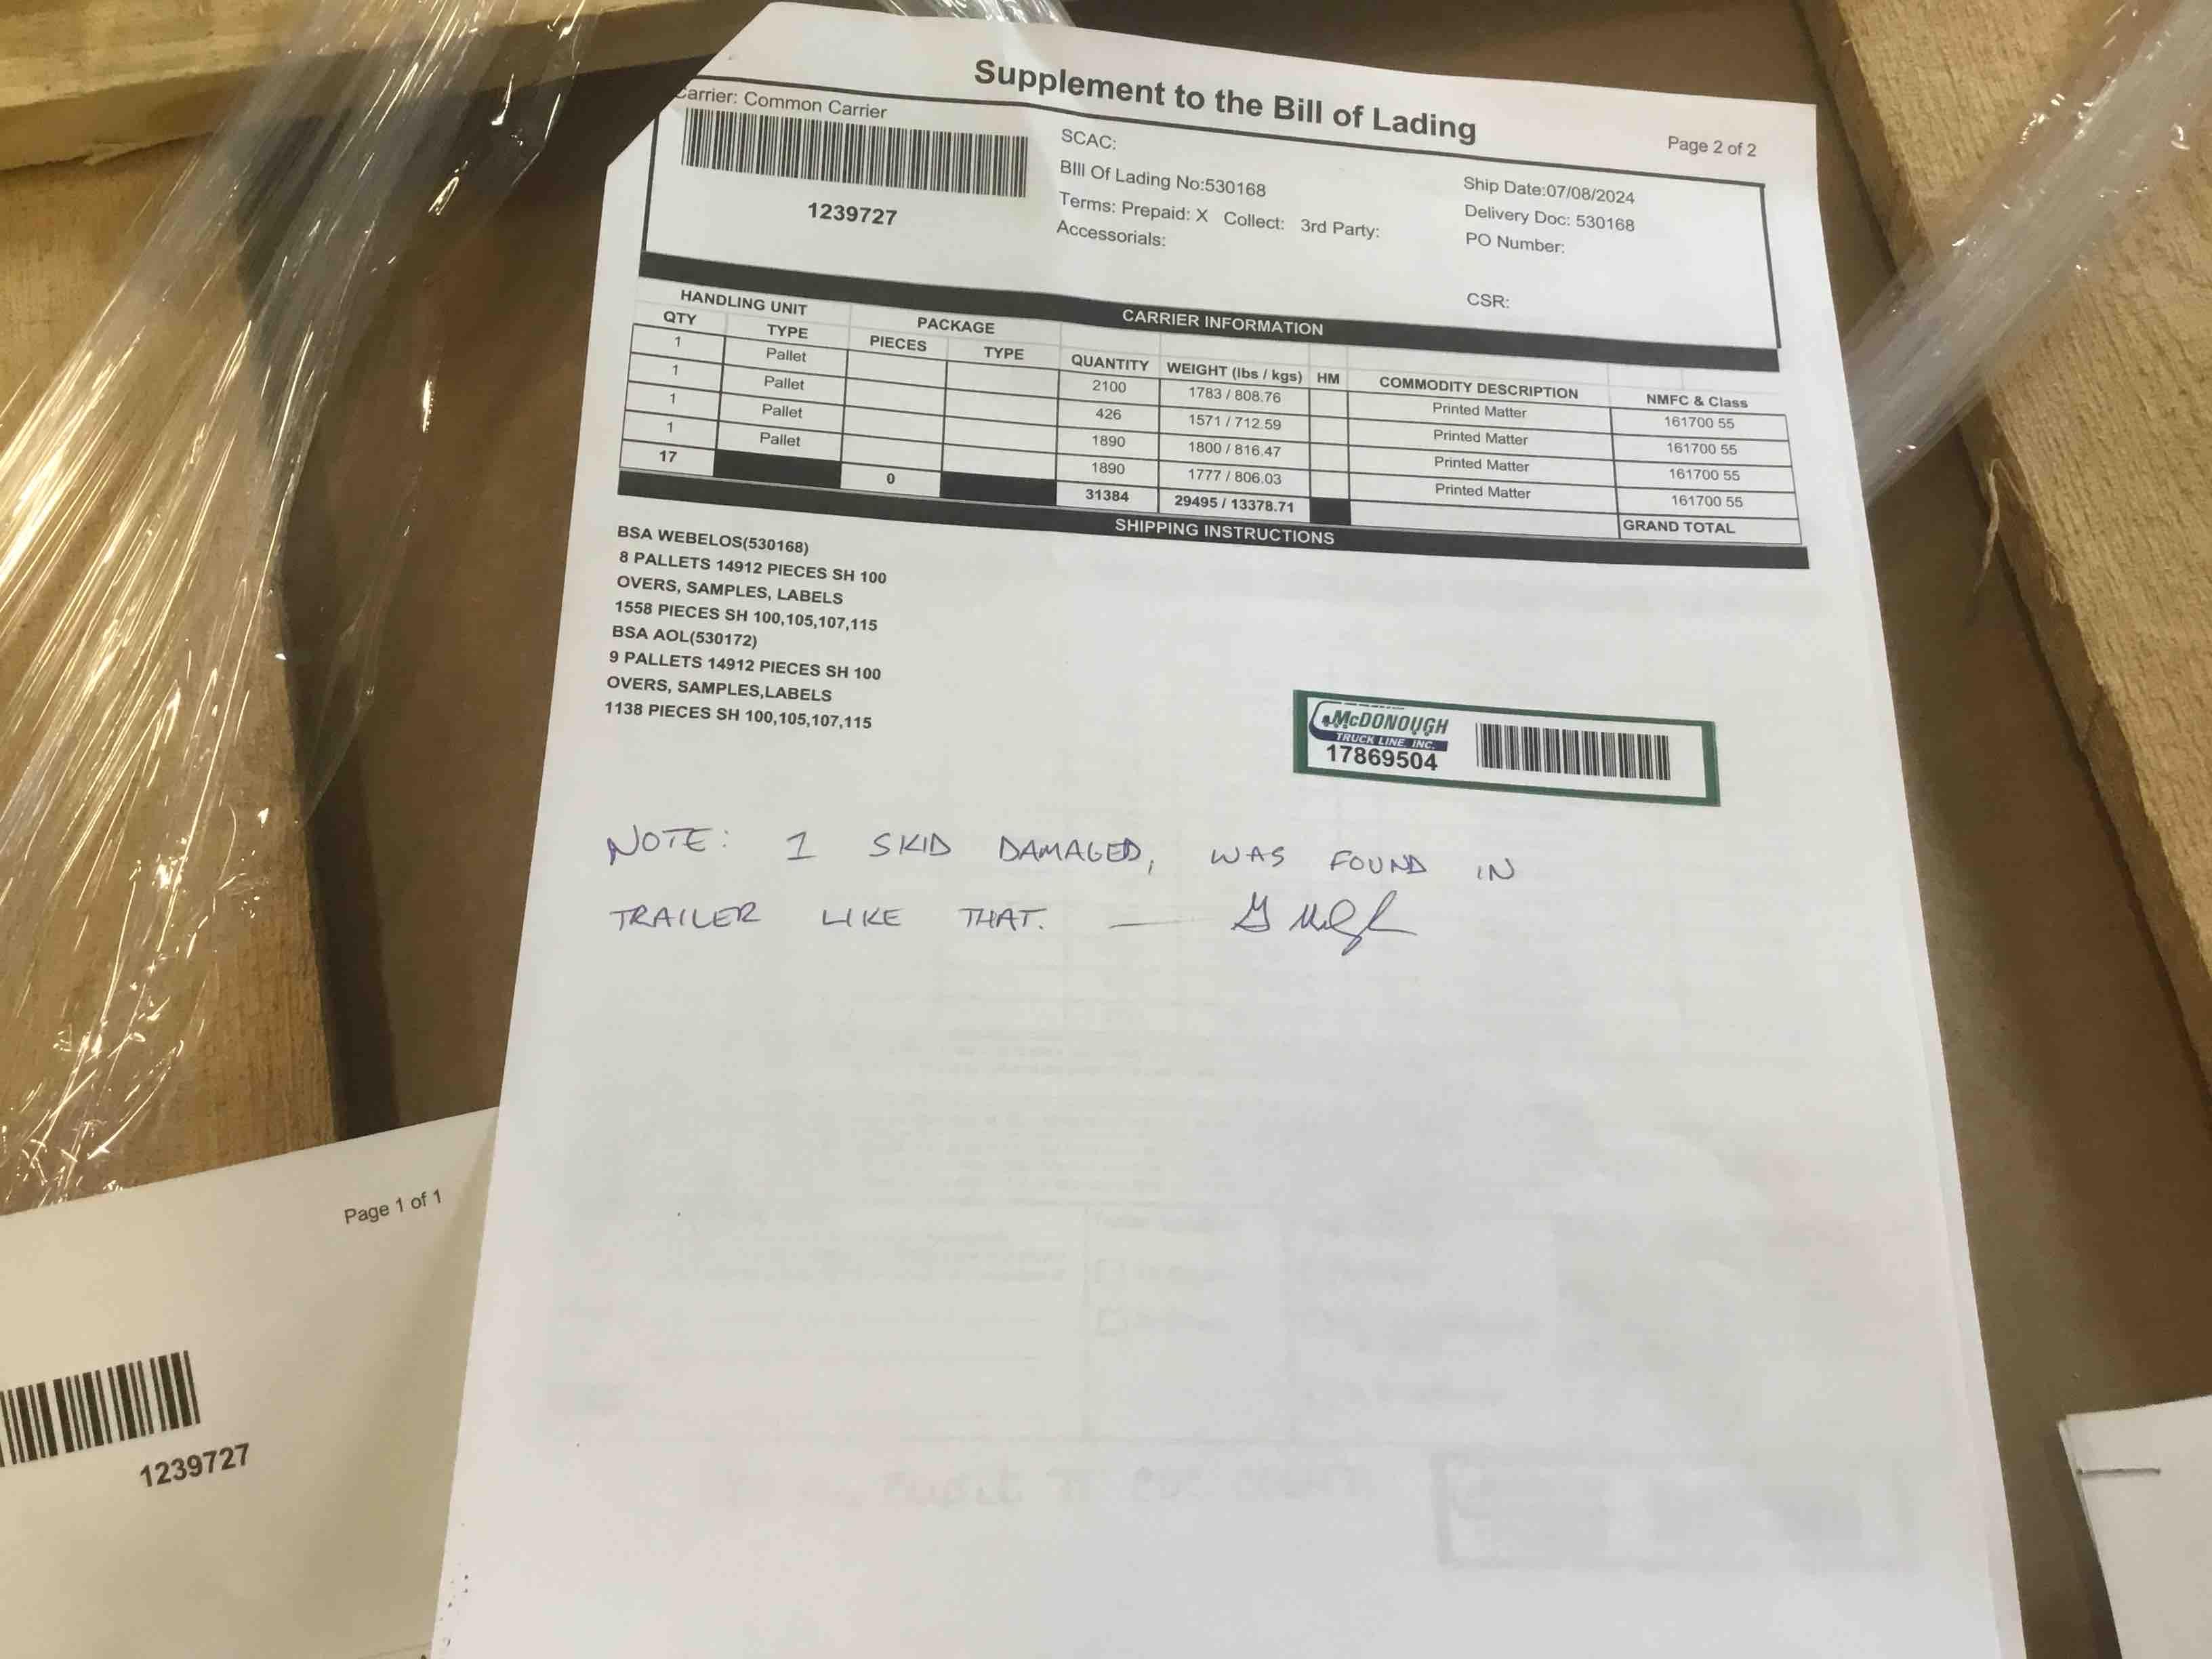 Supplement to the Bill of Lading
Page 2 of 2
Carrier: Common Carrier
1239727
SCAC:
Bill Of Lading No:530168
Terms: Prepaid: X Collect: 3rd Party:
Accessorials:
Ship Date:07/08/2024
Delivery Doc: 530168
PO Number:
CSR:
CARRIER INFORMATION
HANDLING UNIT PACKAGE
QTY TYPE PIECES TYPE QUANTITY WEIGHT (lbs / kgs) HM COMMODITY DESCRIPTION NMFC & Class
1 Pallet 2100 1783 / 808.76 Printed Matter 161700 55
1 Pallet 426 1571 / 712.59 Printed Matter 161700 55
1 Pallet 1890 1800 / 816.47 Printed Matter 161700 55
1 Pallet 1890 1777 / 806.03 Printed Matter 161700 55
17 0 31384 29495 / 13378.71 GRAND TOTAL
SHIPPING INSTRUCTIONS
BSA WEBELOS(530168)
8 PALLETS 14912 PIECES SH 100
OVERS, SAMPLES, LABELS
1558 PIECES SH 100,105,107,115
BSA AOL(530172)
9 PALLETS 14912 PIECES SH 100
OVERS, SAMPLES,LABELS
1138 PIECES SH 100,105,107,115
McDONOUGH
TRUCK LINE, INC.
17869504
NOTE: 1 SKID DAMAGED, WAS FOUND IN
TRAILER LIKE THAT. —
Page 1 of 1
1239727